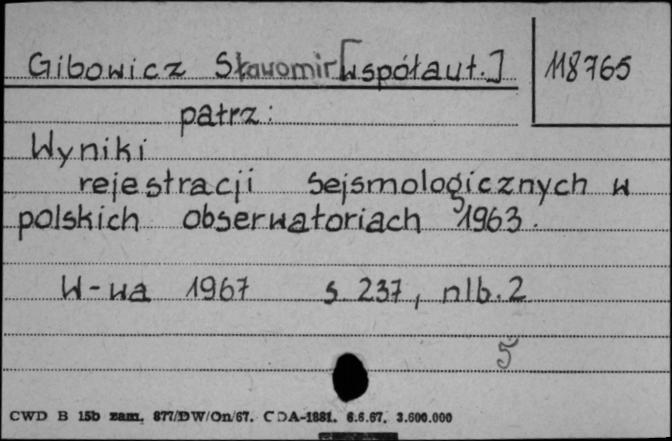 Gibowicz Sławomir [współaut.] 118765
patrz:
Wyniki
rejestracji sejsmologicznych w
polskich obserwatoriach 1963.
W-wa 1967 s. 237, nlb. 2
5
CWD B 15b zam. 877/DW/On/67. CDA-1881. 6.6.67. 3.600.000